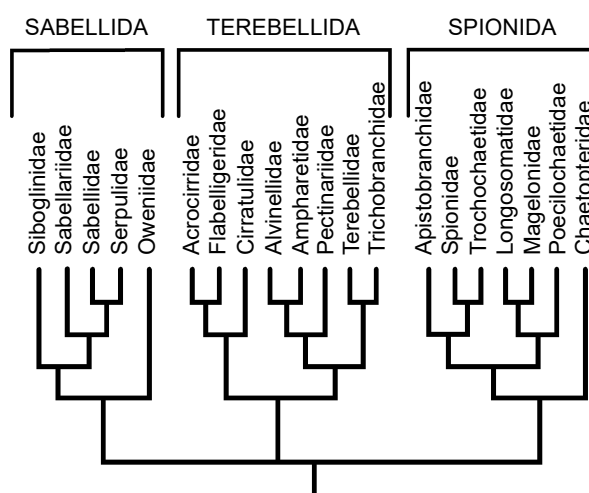 SABELLIDA
TEREBELLIDA
SPIONIDA
Siboglinidae
Sabellariidae
Sabellidae
Serpulidae
Oweniidae
Acrocirridae
Flabelligeridae
Cirratulidae
Alvinellidae
Ampharetidae
Pectinariidae
Terebellidae
Trichobranchidae
Apistobranchidae
Spionidae
Trochochaetidae
Longosomatidae
Magelonidae
Poecilochaetidae
Chaetopteridae